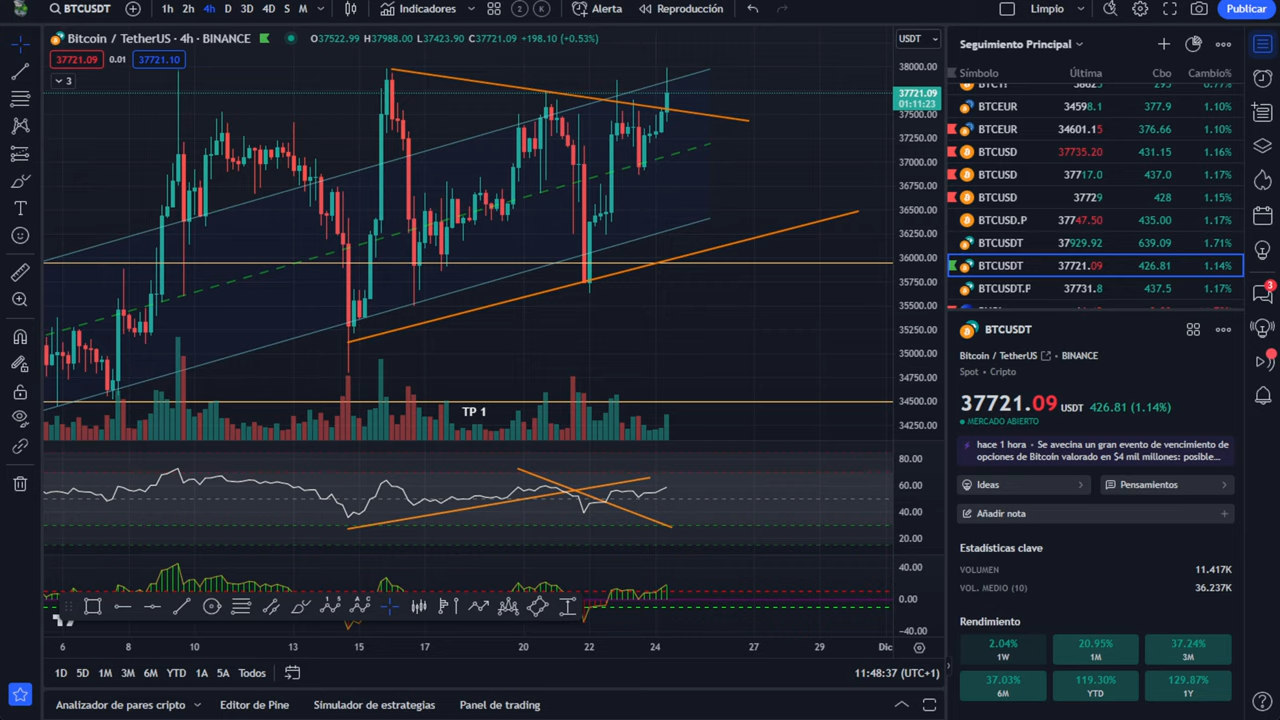 BTCUSDT 1h 2h 4h D 3D 4D S M Indicadores 2 K Alerta Reproducción Limpio Publicar
Bitcoin / TetherUS · 4h · BINANCE O37522.99 H37988.00 L37423.90 C37721.09 +198.10 (+0.53%)
37721.09 0.01 37721.10
3
USDT
38000.00
37721.09
01:11:23
37500.00
37250.00
37000.00
36750.00
36500.00
36250.00
36000.00
35750.00
35500.00
35250.00
35000.00
34750.00
34500.00
34250.00
TP 1
80.00
60.00
40.00
20.00
40.00
0.00
−40.00
6 8 10 13 15 17 20 22 24 27 29 Dic
1D 5D 1M 3M 6M YTD 1A 5A Todos 11:48:37 (UTC+1)
Analizador de pares cripto Editor de Pine Simulador de estrategias Panel de trading
Seguimiento Principal
Símbolo Última Cbo Cambio%
BTCEUR 34598.1 377.9 1.10%
BTCEUR 34601.15 376.66 1.10%
BTCUSD 37735.20 431.15 1.16%
BTCUSD 37717.0 437.0 1.17%
BTCUSD 37729 428 1.15%
BTCUSD.P 37747.50 435.00 1.17%
BTCUSDT 37929.92 639.09 1.71%
BTCUSDT 37721.09 426.81 1.14%
BTCUSDT.P 37731.8 437.5 1.17%
3
BTCUSDT
Bitcoin / TetherUS · BINANCE
Spot • Cripto
37721.09 USDT 426.81 (1.14%)
MERCADO ABIERTO
hace 1 hora • Se avecina un gran evento de vencimiento de
opciones de Bitcoin valorado en $4 mil millones: posible…
Ideas Pensamientos
Añadir nota
Estadísticas clave
VOLUMEN 11.417K
VOL. MEDIO (10) 36.237K
Rendimiento
2.04% 20.95% 37.24%
1W 1M 3M
37.03% 119.30% 129.87%
6M YTD 1Y